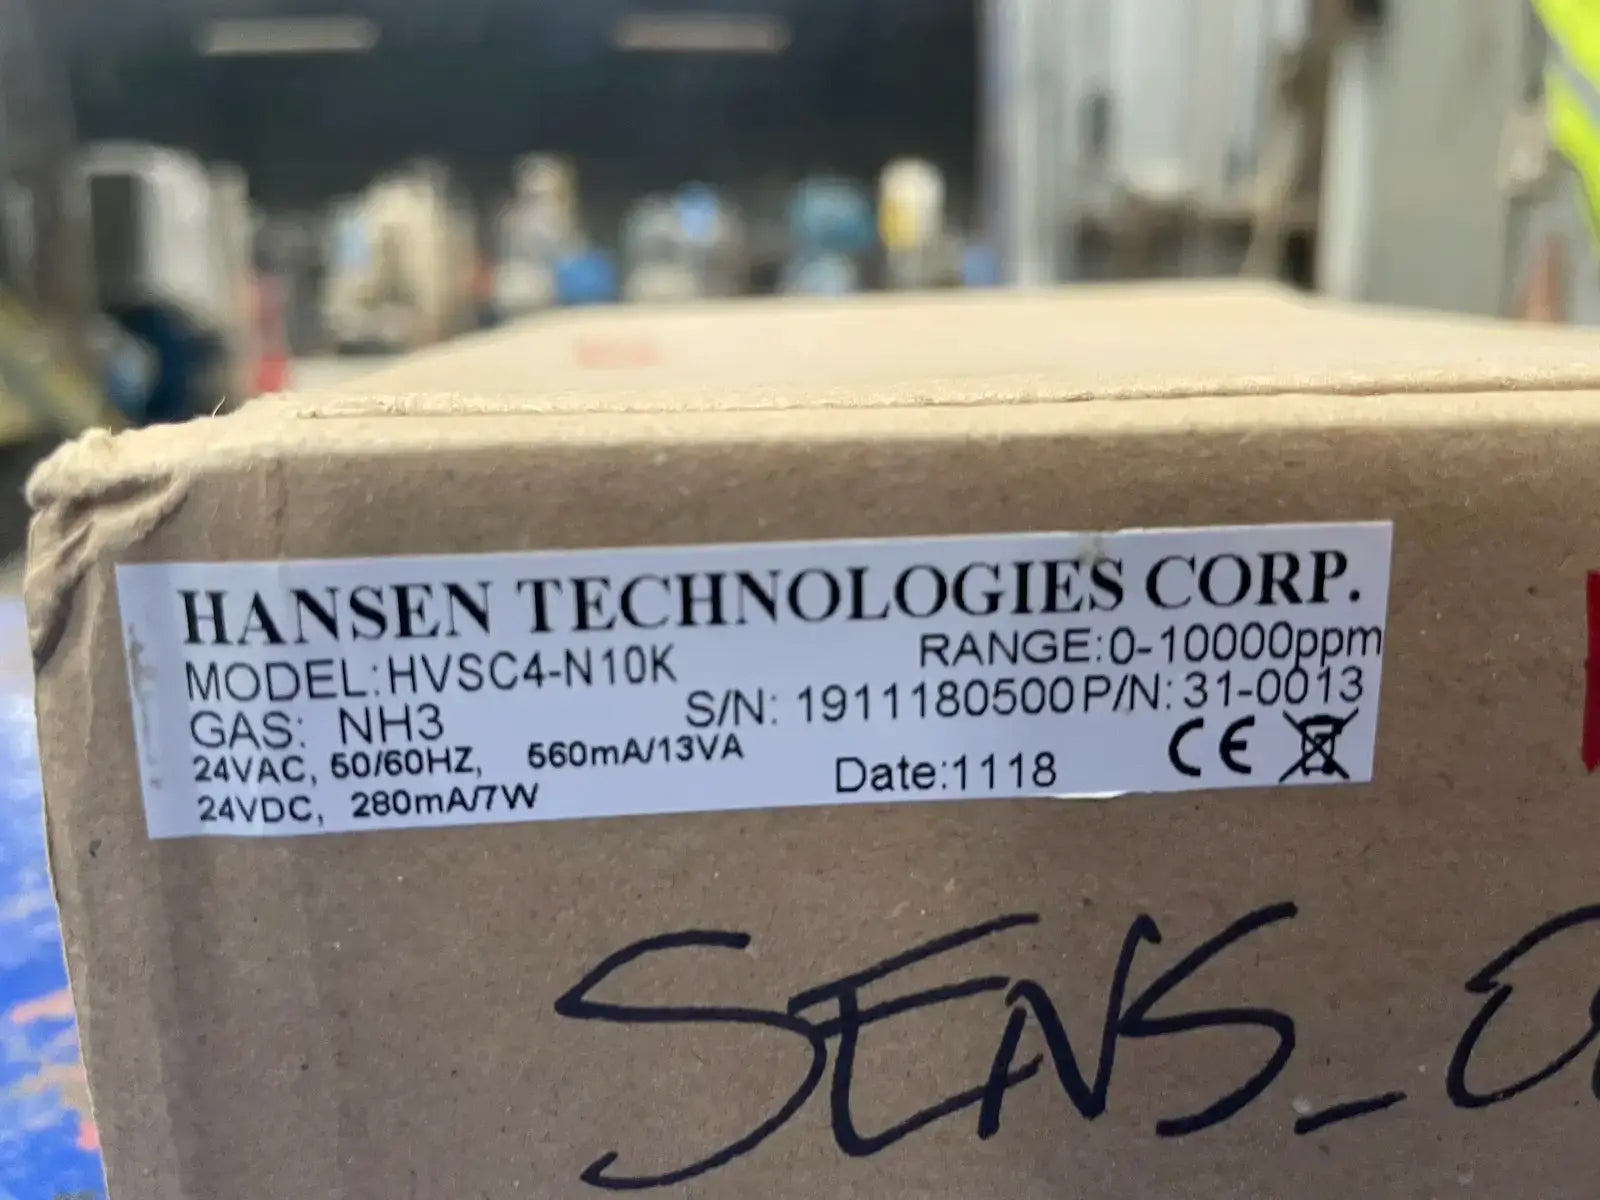 HANSEN TECHNOLOGIES CORP.
MODEL:HVSC4-N10K RANGE:0-10000ppm
GAS: NH3 S/N: 1911180500 P/N: 31-0013
24VAC, 50/60HZ, 560mA/13VA
24VDC, 280mA/7W Date:1118 CE
SENS_